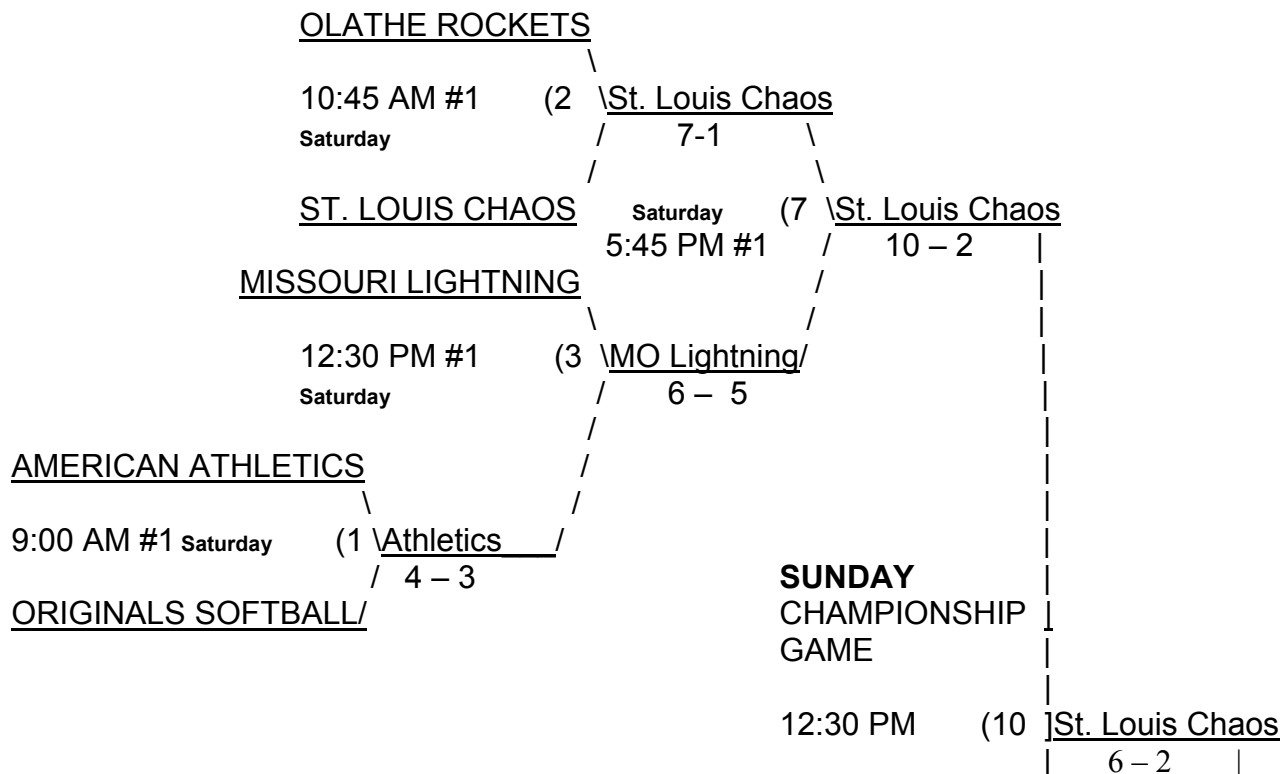 OLATHE ROCKETS
\
10:45 AM #1 (2 \St. Louis Chaos
Saturday / 7-1 \
/ \
ST. LOUIS CHAOS Saturday (7 \St. Louis Chaos
5:45 PM #1 / 10 – 2 |
MISSOURI LIGHTNING / |
\ / |
12:30 PM #1 (3 \MO Lightning/ |
Saturday / 6 – 5 |
/ |
AMERICAN ATHLETICS / |
\ / |
9:00 AM #1 Saturday (1 \Athletics___/ |
/ 4 – 3 SUNDAY |
ORIGINALS SOFTBALL/ CHAMPIONSHIP |
GAME |
|
12:30 PM (10 ]St. Louis Chaos
| 6 – 2 |